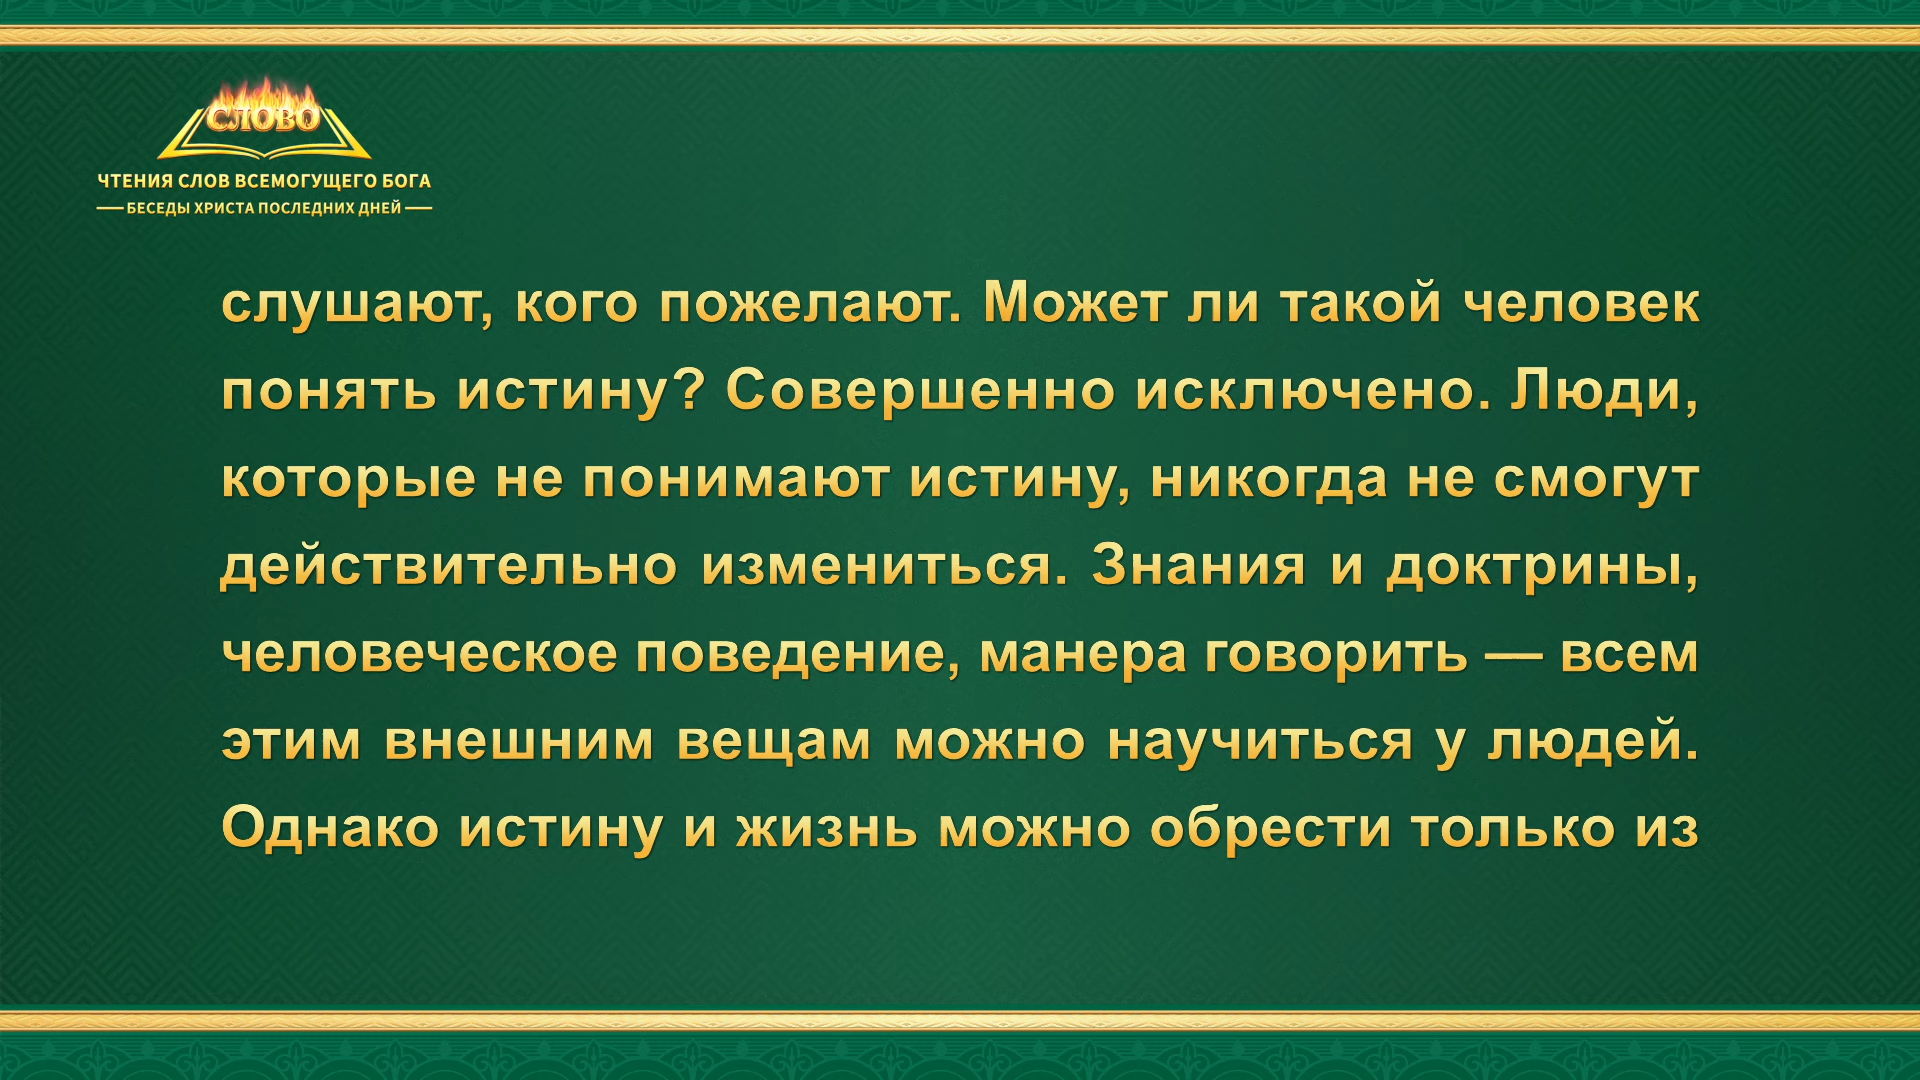 СЛОВО
ЧТЕНИЯ СЛОВ ВСЕМОГУЩЕГО БОГА
БЕСЕДЫ ХРИСТА ПОСЛЕДНИХ ДНЕЙ
слушают, кого пожелают. Может ли такой человек
понять истину? Совершенно исключено. Люди,
которые не понимают истину, никогда не смогут
действительно измениться. Знания и доктрины,
человеческое поведение, манера говорить — всем
этим внешним вещам можно научиться у людей.
Однако истину и жизнь можно обрести только из